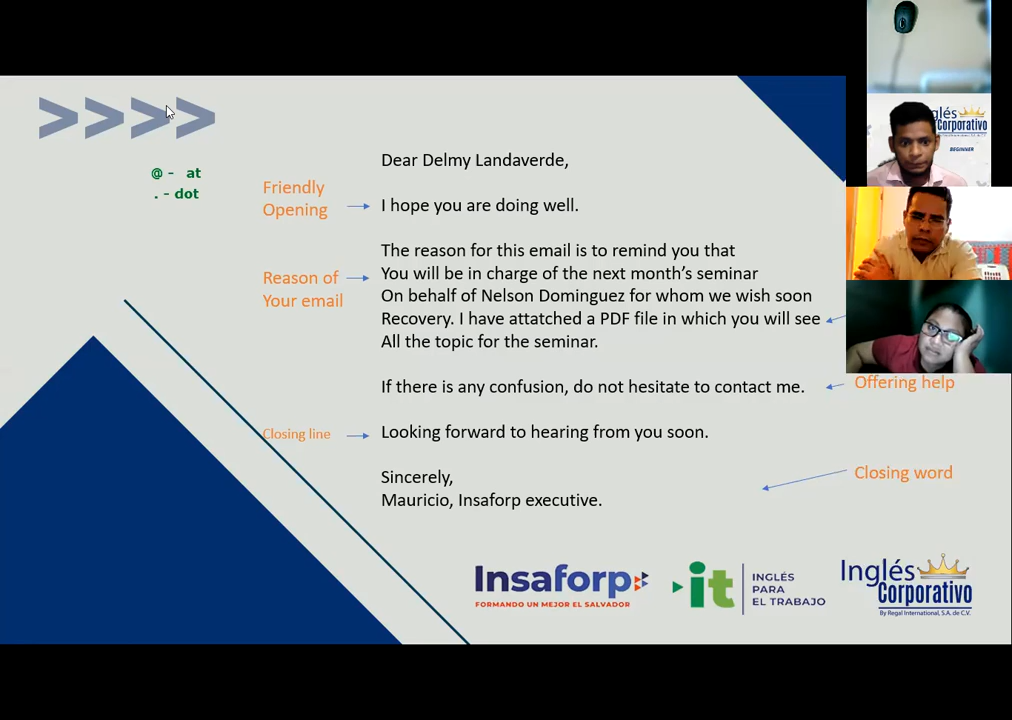 >>>>
@ - at
. - dot
Dear Delmy Landaverde,
Friendly
Opening
I hope you are doing well.
Reason of
Your email
The reason for this email is to remind you that
You will be in charge of the next month's seminar
On behalf of Nelson Dominguez for whom we wish soon
Recovery. I have attatched a PDF file in which you will see
All the topic for the seminar.
If there is any confusion, do not hesitate to contact me.
Offering help
Closing line
Looking forward to hearing from you soon.
Closing word
Sincerely,
Mauricio, Insaforp executive.
Insaforp
FORMANDO UN MEJOR EL SALVADOR
it
INGLÉS
PARA
EL TRABAJO
Inglés
Corporativo
By Regal International, S.A. de C.V.
glés
Corporativo
BEGINNER